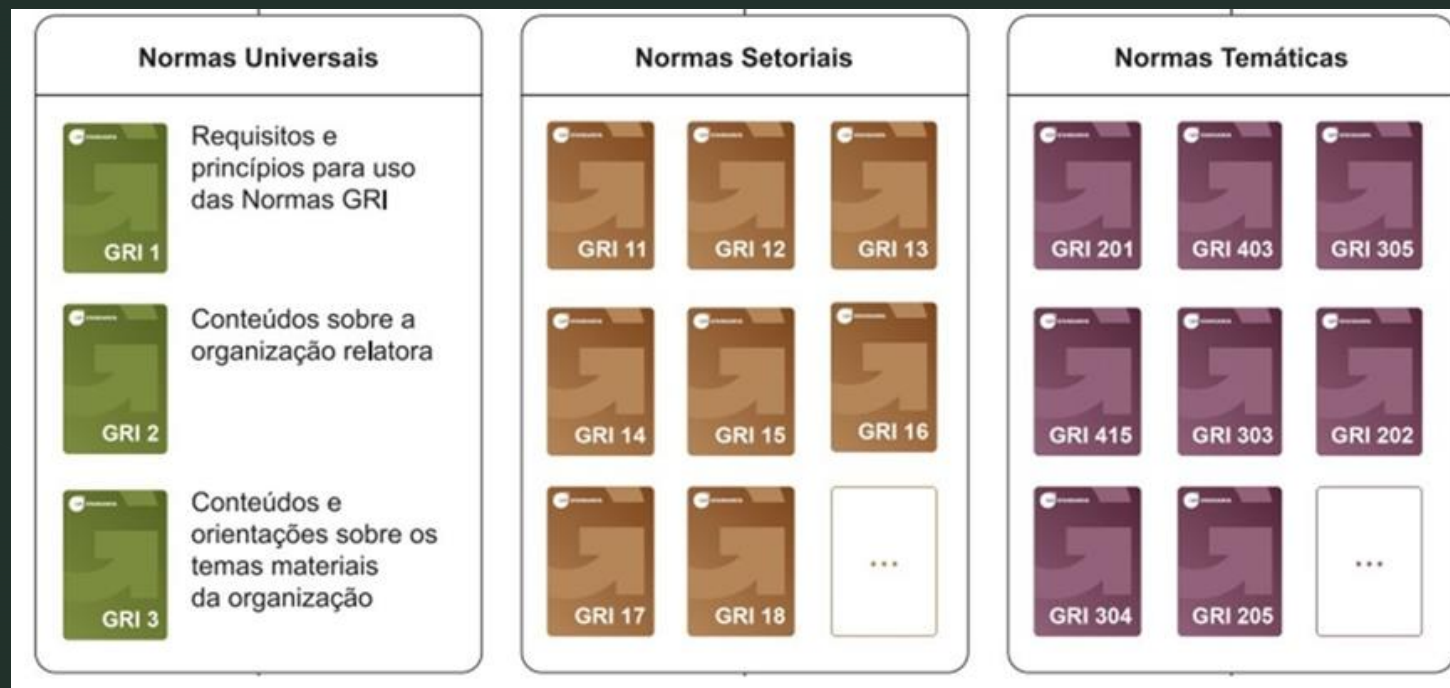 Normas Universais
Requisitos e
princípios para uso
das Normas GRI
GRI 1
Conteúdos sobre a
organização relatora
GRI 2
Conteúdos e
orientações sobre os
temas materiais
da organização
GRI 3
Normas Setoriais
GRI 11 GRI 12 GRI 13
GRI 14 GRI 15 GRI 16
GRI 17 GRI 18 ...
Normas Temáticas
GRI 201 GRI 403 GRI 305
GRI 415 GRI 303 GRI 202
GRI 304 GRI 205 ...